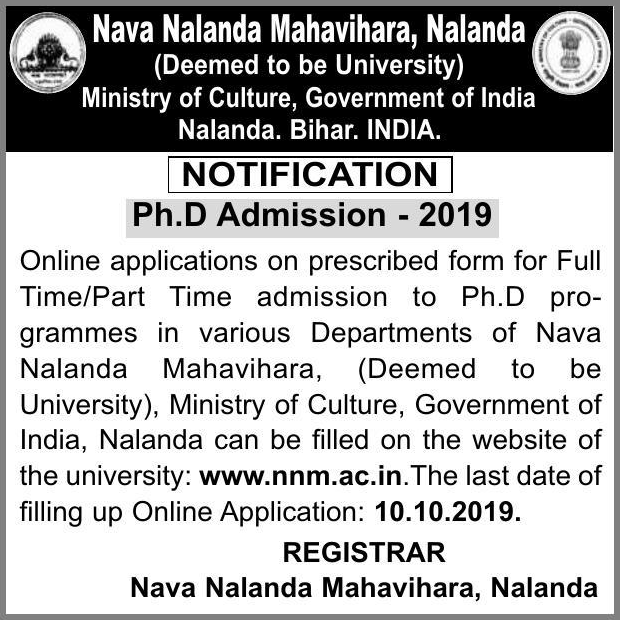 Nava Nalanda Mahavihara, Nalanda
(Deemed to be University)
Ministry of Culture, Government of India
Nalanda. Bihar. INDIA.
NOTIFICATION
Ph.D Admission - 2019
Online applications on prescribed form for Full
Time/Part Time admission to Ph.D pro-
grammes in various Departments of Nava
Nalanda Mahavihara, (Deemed to be
University), Ministry of Culture, Government of
India, Nalanda can be filled on the website of
the university: www.nnm.ac.in.The last date of
filling up Online Application: 10.10.2019.
REGISTRAR
Nava Nalanda Mahavihara, Nalanda